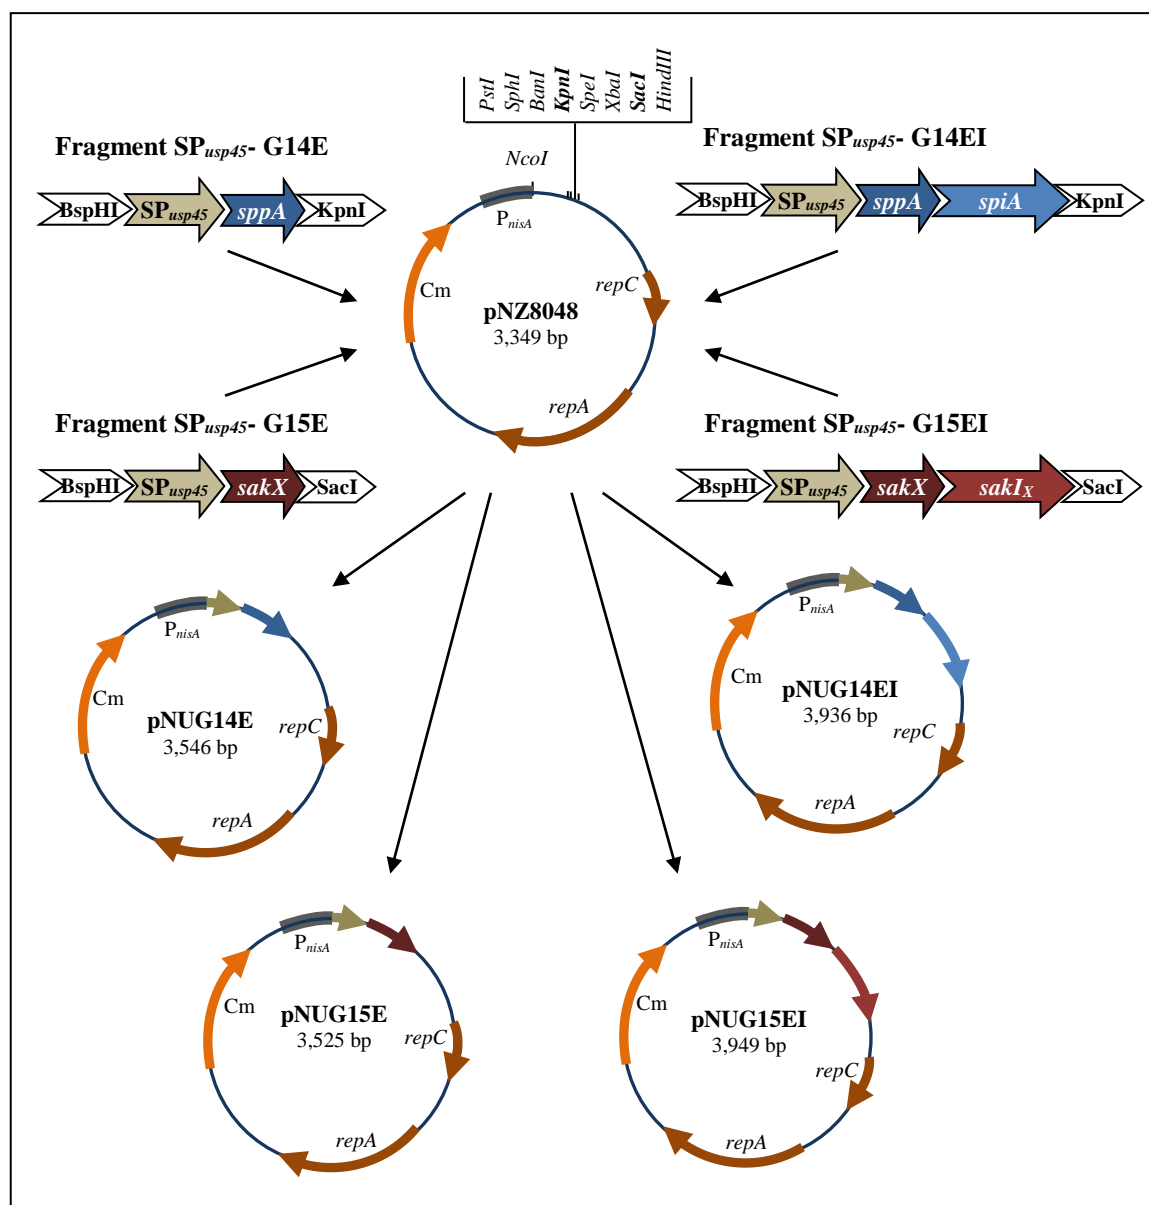 PstI
SphI
BanI
KpnI
SpeI
XbaI
SacI
HindIII
Fragment SPusp45- G14E
BspHI SPusp45 sppA KpnI
NcoI
Fragment SPusp45- G14EI
BspHI SPusp45 sppA spiA KpnI
PnisA
Cm
repC
pNZ8048
3,349 bp
repA
Fragment SPusp45- G15E
BspHI SPusp45 sakX SacI
Fragment SPusp45- G15EI
BspHI SPusp45 sakX sakIX SacI
PnisA
Cm
pNUG14E
3,546 bp
repC
repA
PnisA
Cm
pNUG14EI
3,936 bp
repC
repA
PnisA
Cm
pNUG15E
3,525 bp
repC
repA
PnisA
Cm
pNUG15EI
3,949 bp
repC
repA